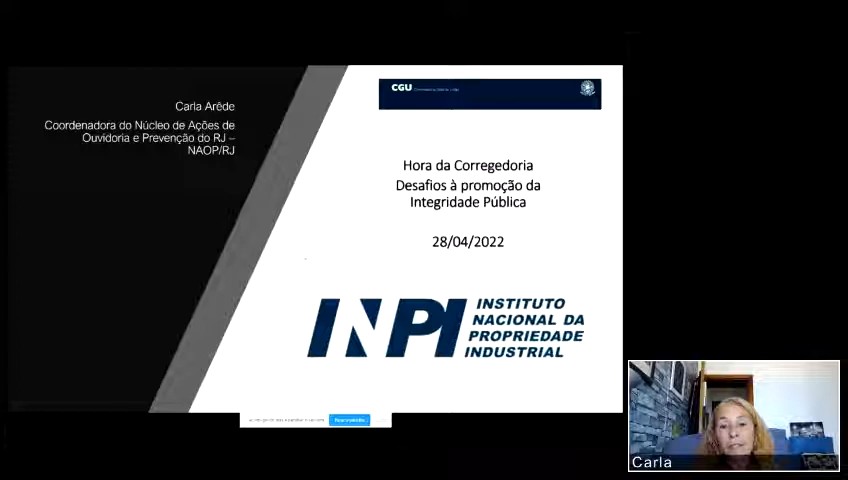 Carla Arêde
Coordenadora do Núcleo de Ações de
Ouvidoria e Prevenção do RJ –
NAOP/RJ
CGU
Hora da Corregedoria
Desafios à promoção da
Integridade Pública
28/04/2022
INPI
INSTITUTO
NACIONAL DA
PROPRIEDADE
INDUSTRIAL
Carla